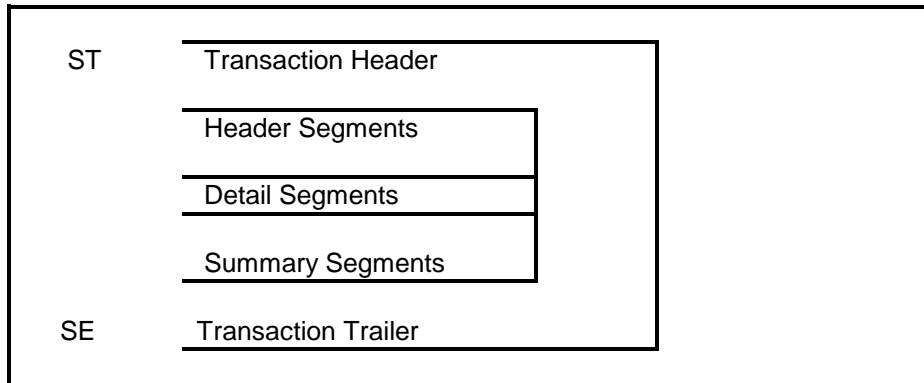 ST Transaction Header
Header Segments
Detail Segments
Summary Segments
SE Transaction Trailer